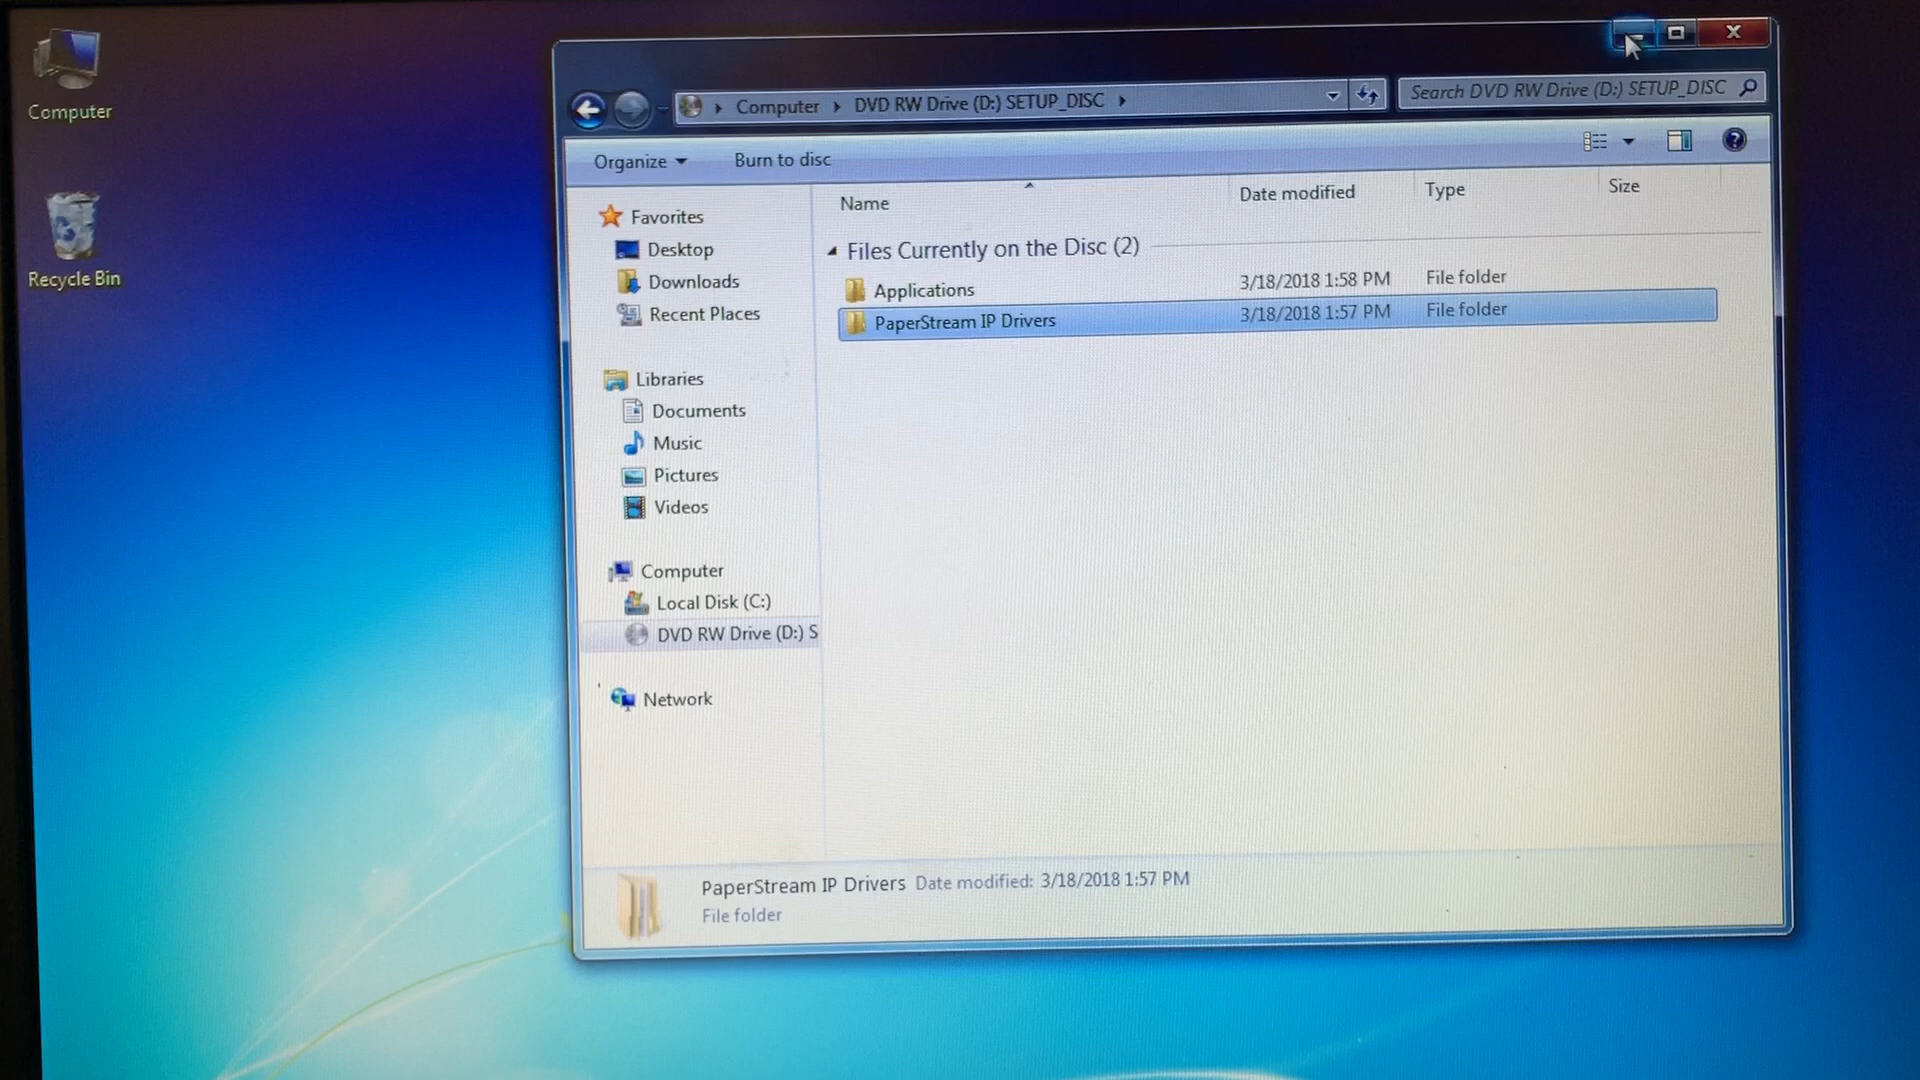 Computer
Recycle Bin
Computer DVD RW Drive (D:) SETUP_DISC
Search DVD RW Drive (D:) SETUP_DISC
Organize Burn to disc
Name Date modified Type Size
Files Currently on the Disc (2)
Applications 3/18/2018 1:58 PM File folder
PaperStream IP Drivers 3/18/2018 1:57 PM File folder
Favorites
Desktop
Downloads
Recent Places
Libraries
Documents
Music
Pictures
Videos
Computer
Local Disk (C:)
DVD RW Drive (D:) S
Network
PaperStream IP Drivers Date modified: 3/18/2018 1:57 PM
File folder